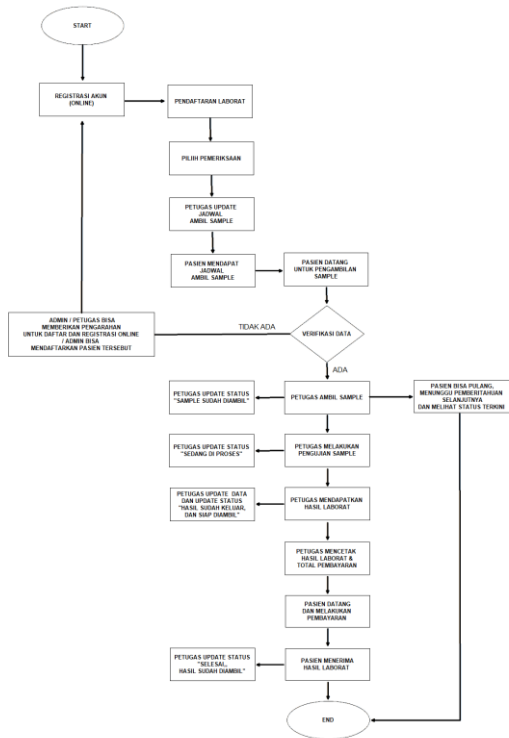 START
REGISTRASI AKUN
(ONLINE)
PENDAFTARAN LABORAT
PILIH PEMERIKSAAN
PETUGAS UPDATE
JADWAL
AMBIL SAMPLE
PASIEN MENDAPAT
JADWAL
AMBIL SAMPLE
PASIEN DATANG
UNTUK PENGAMBILAN
SAMPLE
ADMIN / PETUGAS BISA
MEMBERIKAN PENGARAHAN
UNTUK DAFTAR DAN REGISTRASI ONLINE
/ ADMIN BISA
MENDAFTARKAN PASIEN TERSEBUT
TIDAK ADA
VERIFIKASI DATA
ADA
PETUGAS UPDATE STATUS
"SAMPLE SUDAH DIAMBIL"
PETUGAS AMBIL SAMPLE
PASIEN BISA PULANG,
MENUNGGU PEMBERITAHUAN
SELANJUTNYA
DAN MELIHAT STATUS TERKINI
PETUGAS UPDATE STATUS
"SEDANG DI PROSES"
PETUGAS MELAKUKAN
PENGUJIAN SAMPLE
PETUGAS UPDATE DATA
DAN UPDATE STATUS
"HASIL SUDAH KELUAR,
DAN SIAP DIAMBIL"
PETUGAS MENDAPATKAN
HASIL LABORAT
PETUGAS MENCETAK
HASIL LABORAT &
TOTAL PEMBAYARAN
PASIEN DATANG
DAN MELAKUKAN
PEMBAYARAN
PETUGAS UPDATE STATUS
"SELESAI,
HASIL SUDAH DIAMBIL"
PASIEN MENERIMA
HASIL LABORAT
END